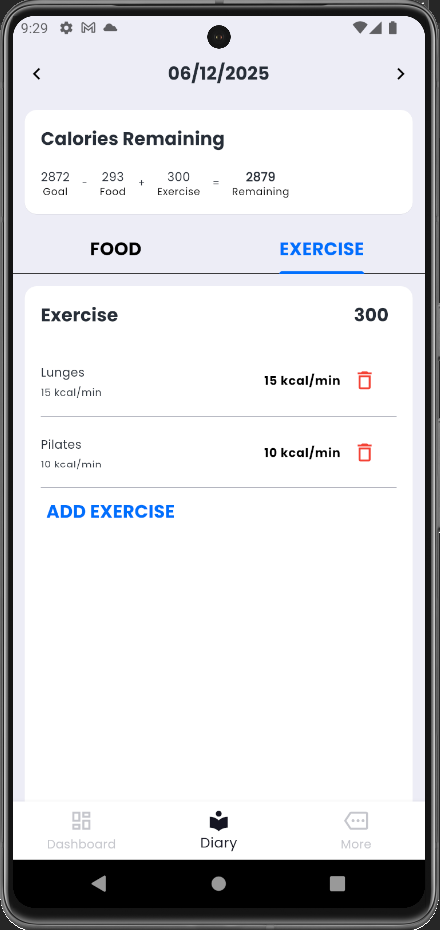 9:29
06/12/2025
Calories Remaining
2872 - 293 + 300 = 2879
Goal Food Exercise Remaining
FOOD EXERCISE
Exercise 300
Lunges
15 kcal/min 15 kcal/min
Pilates
10 kcal/min 10 kcal/min
ADD EXERCISE
Dashboard Diary More